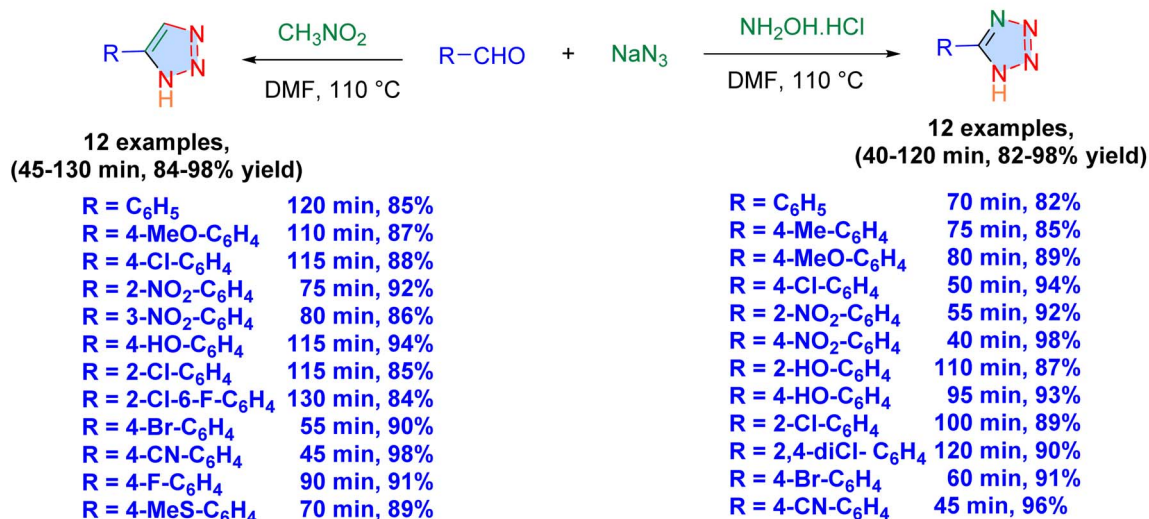 R
N
N
N
H
CH₃NO₂
DMF, 110 °C
R–CHO + NaN₃
NH₂OH.HCl
DMF, 110 °C
R
N
N
N
N
H
12 examples,
(45-130 min, 84-98% yield)
R = C₆H₅ 120 min, 85%
R = 4-MeO-C₆H₄ 110 min, 87%
R = 4-Cl-C₆H₄ 115 min, 88%
R = 2-NO₂-C₆H₄ 75 min, 92%
R = 3-NO₂-C₆H₄ 80 min, 86%
R = 4-HO-C₆H₄ 115 min, 94%
R = 2-Cl-C₆H₄ 115 min, 85%
R = 2-Cl-6-F-C₆H₄ 130 min, 84%
R = 4-Br-C₆H₄ 55 min, 90%
R = 4-CN-C₆H₄ 45 min, 98%
R = 4-F-C₆H₄ 90 min, 91%
R = 4-MeS-C₆H₄ 70 min, 89%
12 examples,
(40-120 min, 82-98% yield)
R = C₆H₅ 70 min, 82%
R = 4-Me-C₆H₄ 75 min, 85%
R = 4-MeO-C₆H₄ 80 min, 89%
R = 4-Cl-C₆H₄ 50 min, 94%
R = 2-NO₂-C₆H₄ 55 min, 92%
R = 4-NO₂-C₆H₄ 40 min, 98%
R = 2-HO-C₆H₄ 110 min, 87%
R = 4-HO-C₆H₄ 95 min, 93%
R = 2-Cl-C₆H₄ 100 min, 89%
R = 2,4-diCl- C₆H₄ 120 min, 90%
R = 4-Br-C₆H₄ 60 min, 91%
R = 4-CN-C₆H₄ 45 min, 96%